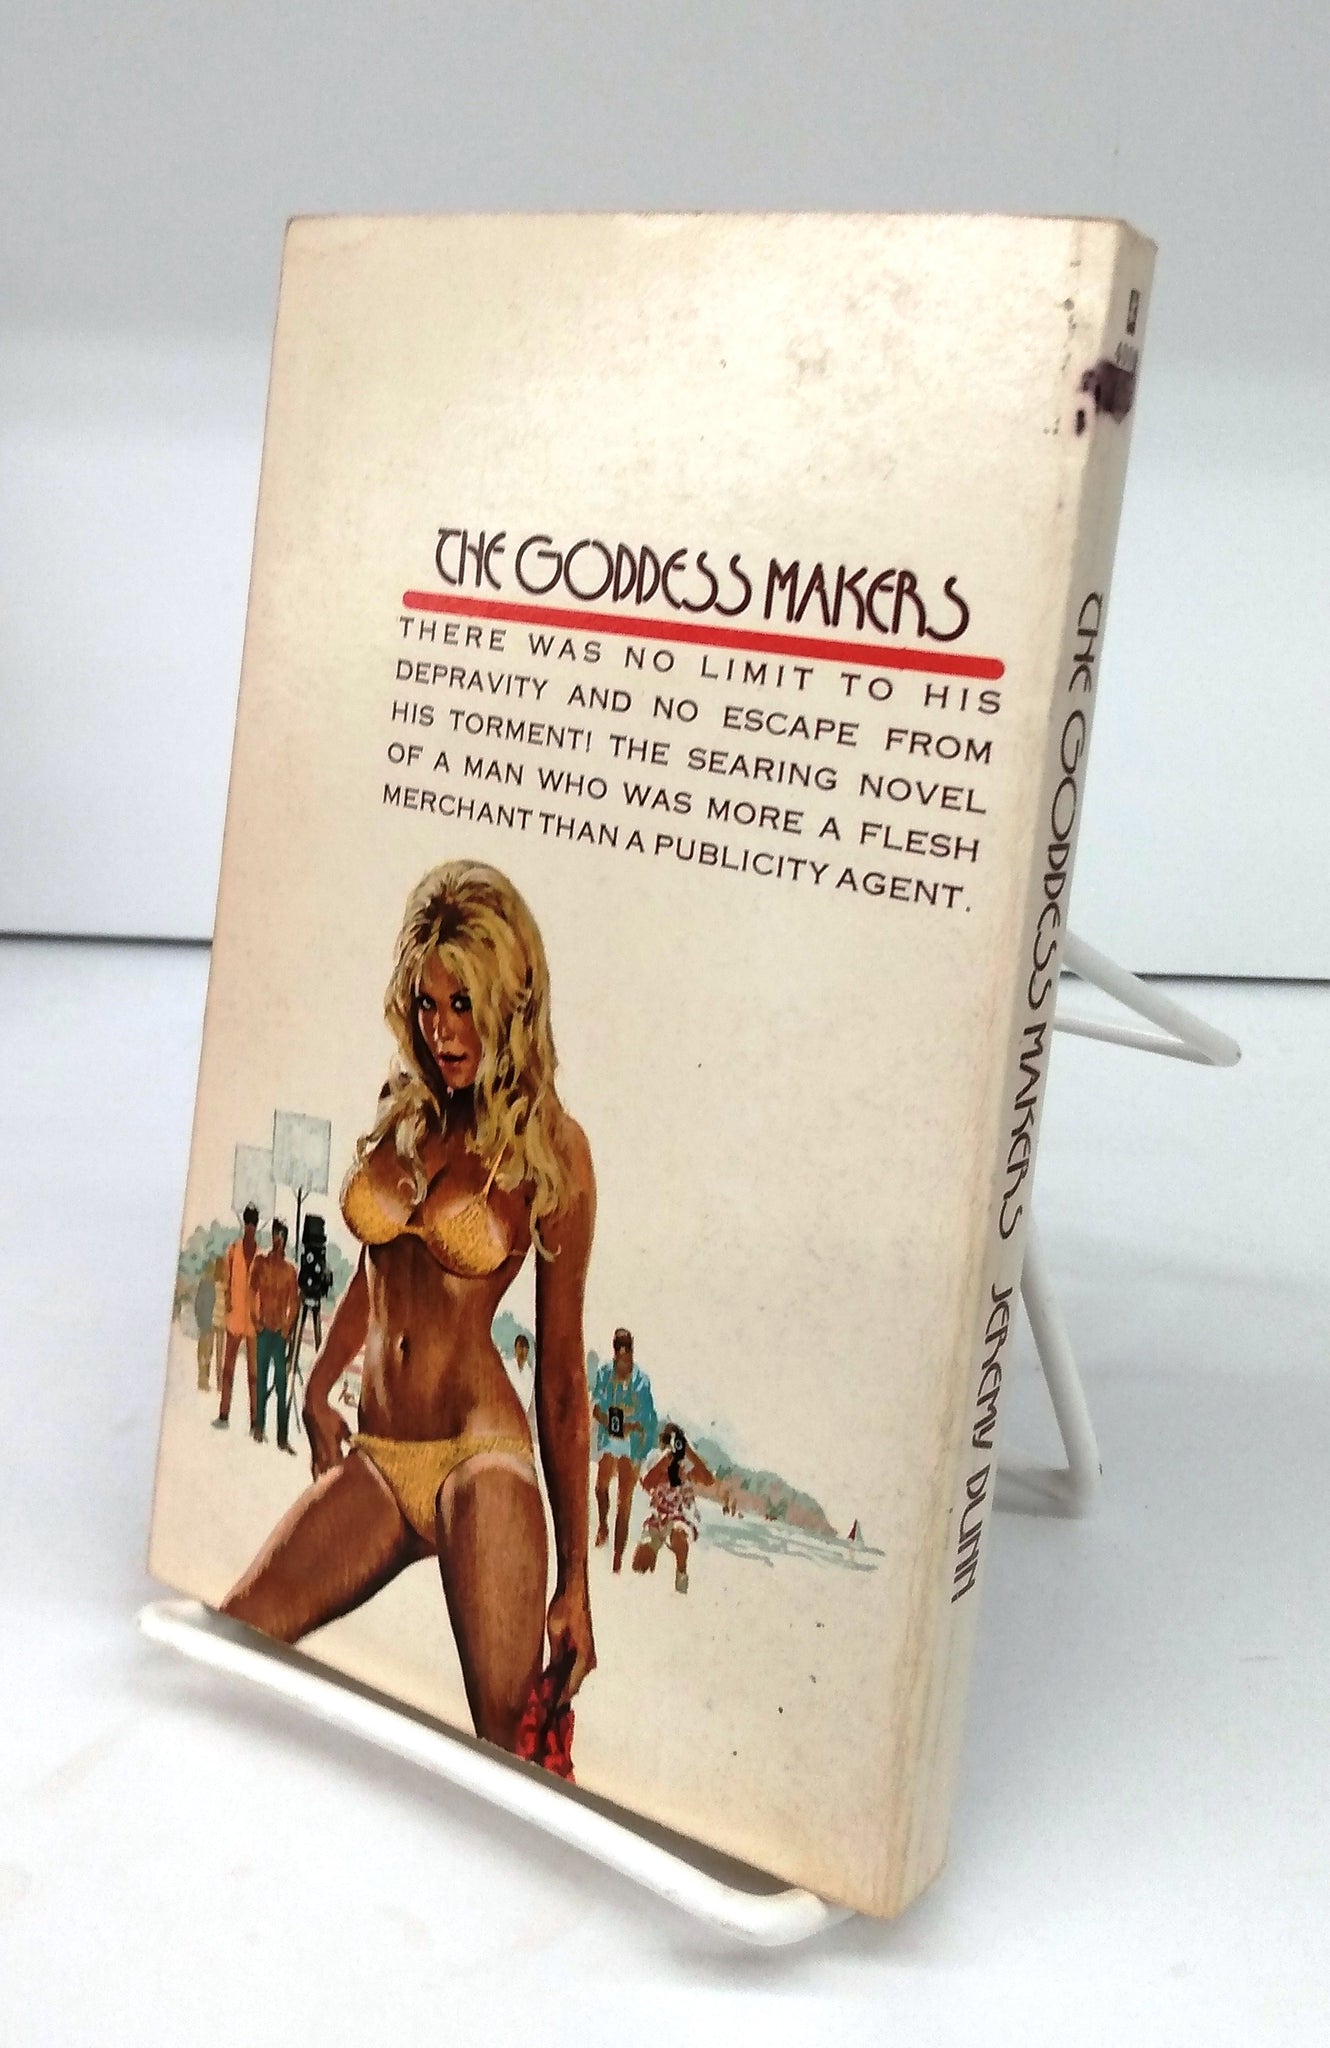 THE GODDESS MAKERS
THERE WAS NO LIMIT TO HIS
DEPRAVITY AND NO ESCAPE FROM
HIS TORMENT! THE SEARING NOVEL
OF A MAN WHO WAS MORE A FLESH
MERCHANT THAN A PUBLICITY AGENT.
THE GODDESS MAKERS JEREMY DUNN